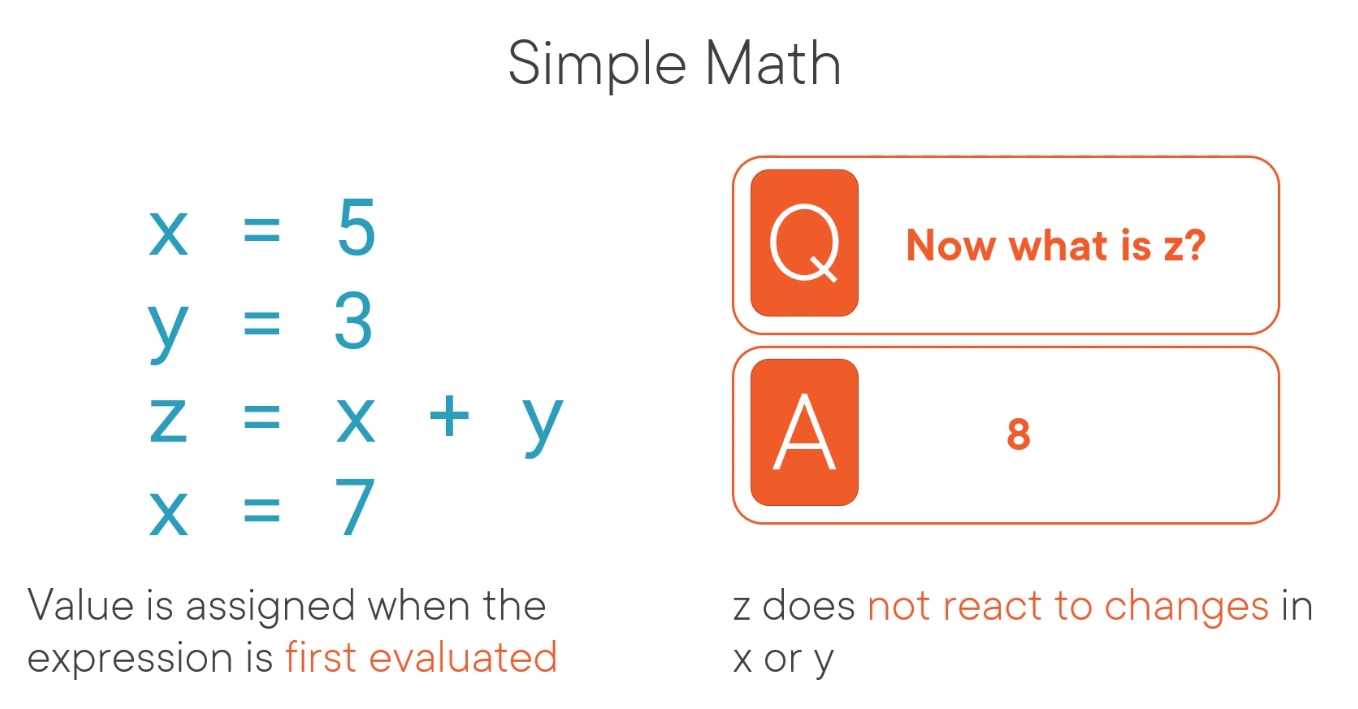 Simple Math
x = 5
y = 3
z = x + y
x = 7
Value is assigned when the
expression is first evaluated
Q
Now what is z?
A
8
z does not react to changes in
x or y